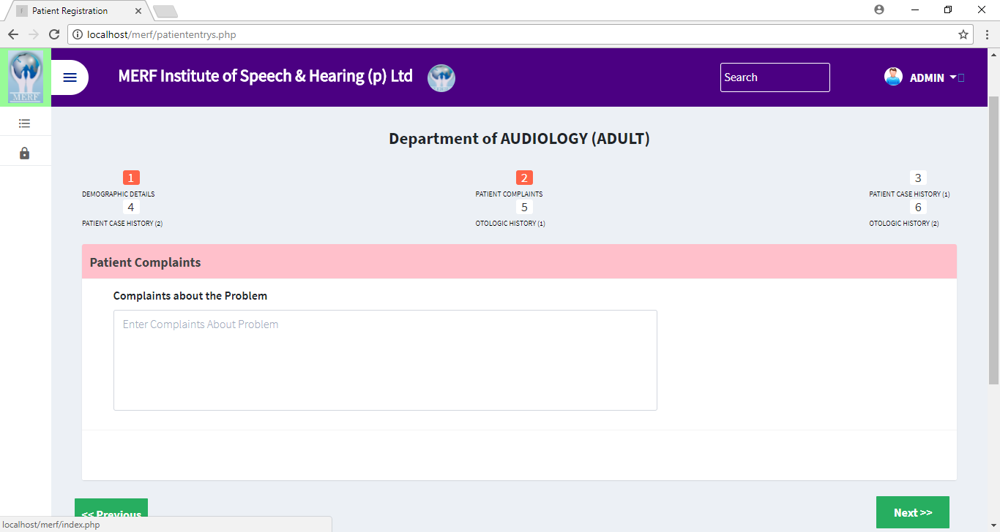 Patient Registration
localhost/merf/patiententrys.php
MERF
MERF Institute of Speech & Hearing (p) Ltd
Search
ADMIN
Department of AUDIOLOGY (ADULT)
1 2 3
DEMOGRAPHIC DETAILS PATIENT COMPLAINTS PATIENT CASE HISTORY (1)
4 5 6
PATIENT CASE HISTORY (2) OTOLOGIC HISTORY (1) OTOLOGIC HISTORY (2)
Patient Complaints
Complaints about the Problem
Enter Complaints About Problem
<< Previous Next >>
localhost/merf/index.php